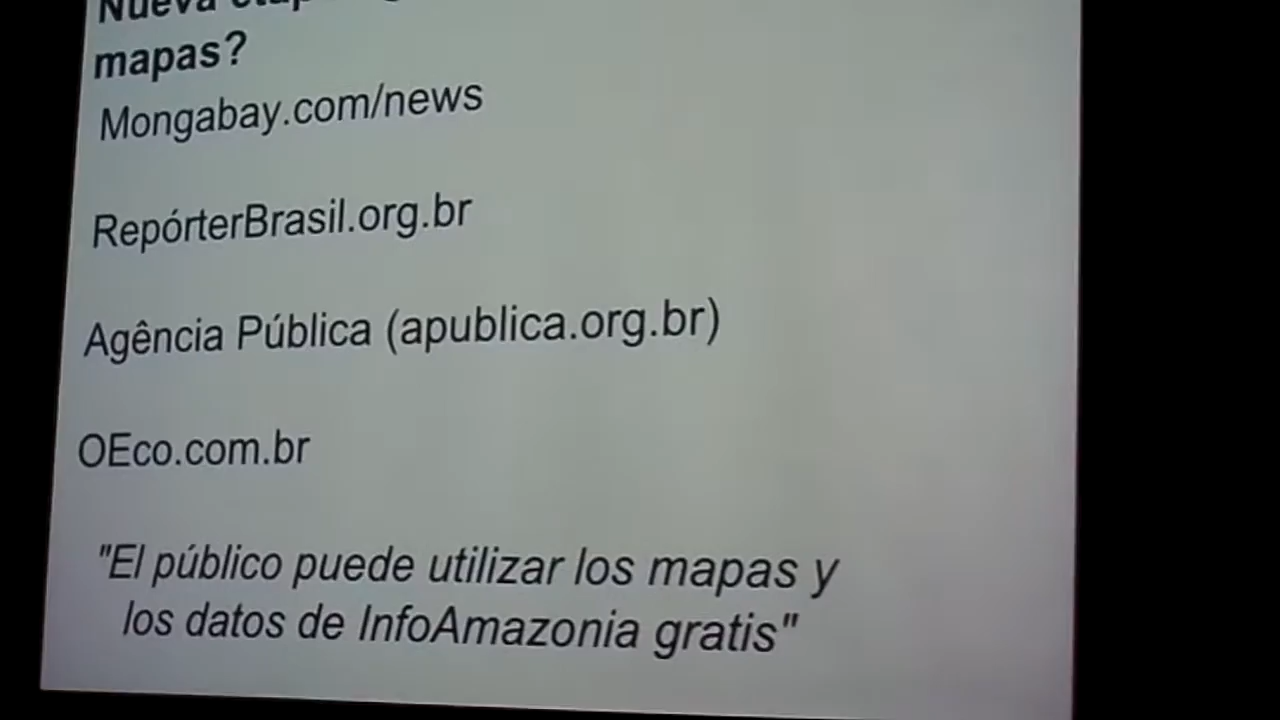 Nueva
mapas?
Mongabay.com/news
RepórterBrasil.org.br
Agência Pública (apublica.org.br)
OEco.com.br
"El público puede utilizar los mapas y
los datos de InfoAmazonia gratis"